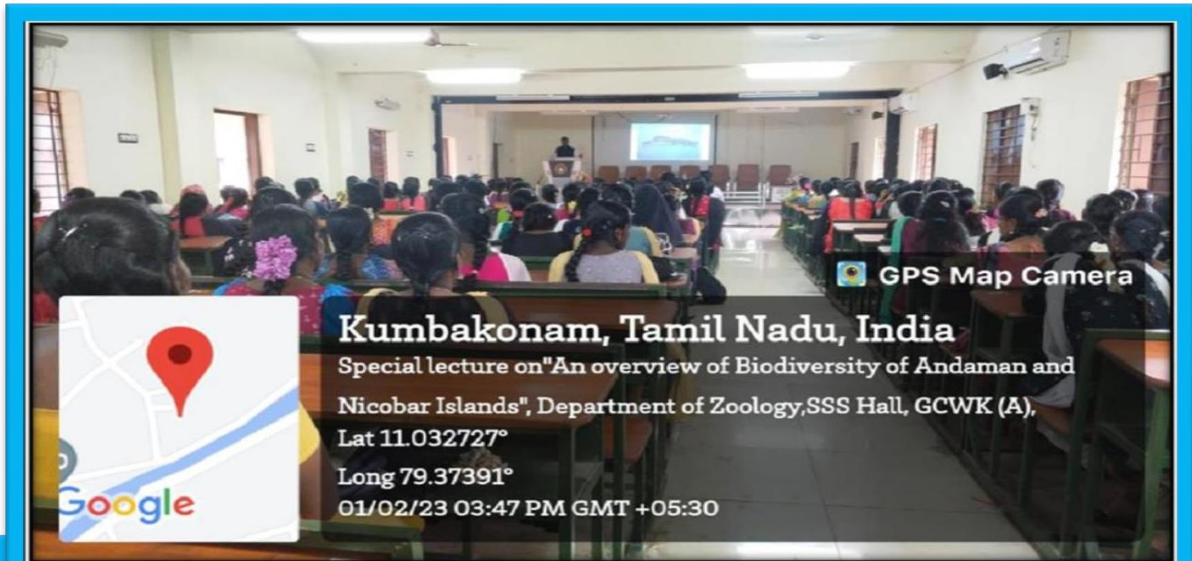 GPS Map Camera
Kumbakonam, Tamil Nadu, India
Special lecture on"An overview of Biodiversity of Andaman and
Nicobar Islands", Department of Zoology,SSS Hall, GCWK (A),
Lat 11.032727°
Long 79.37391°
01/02/23 03:47 PM GMT +05:30
Google